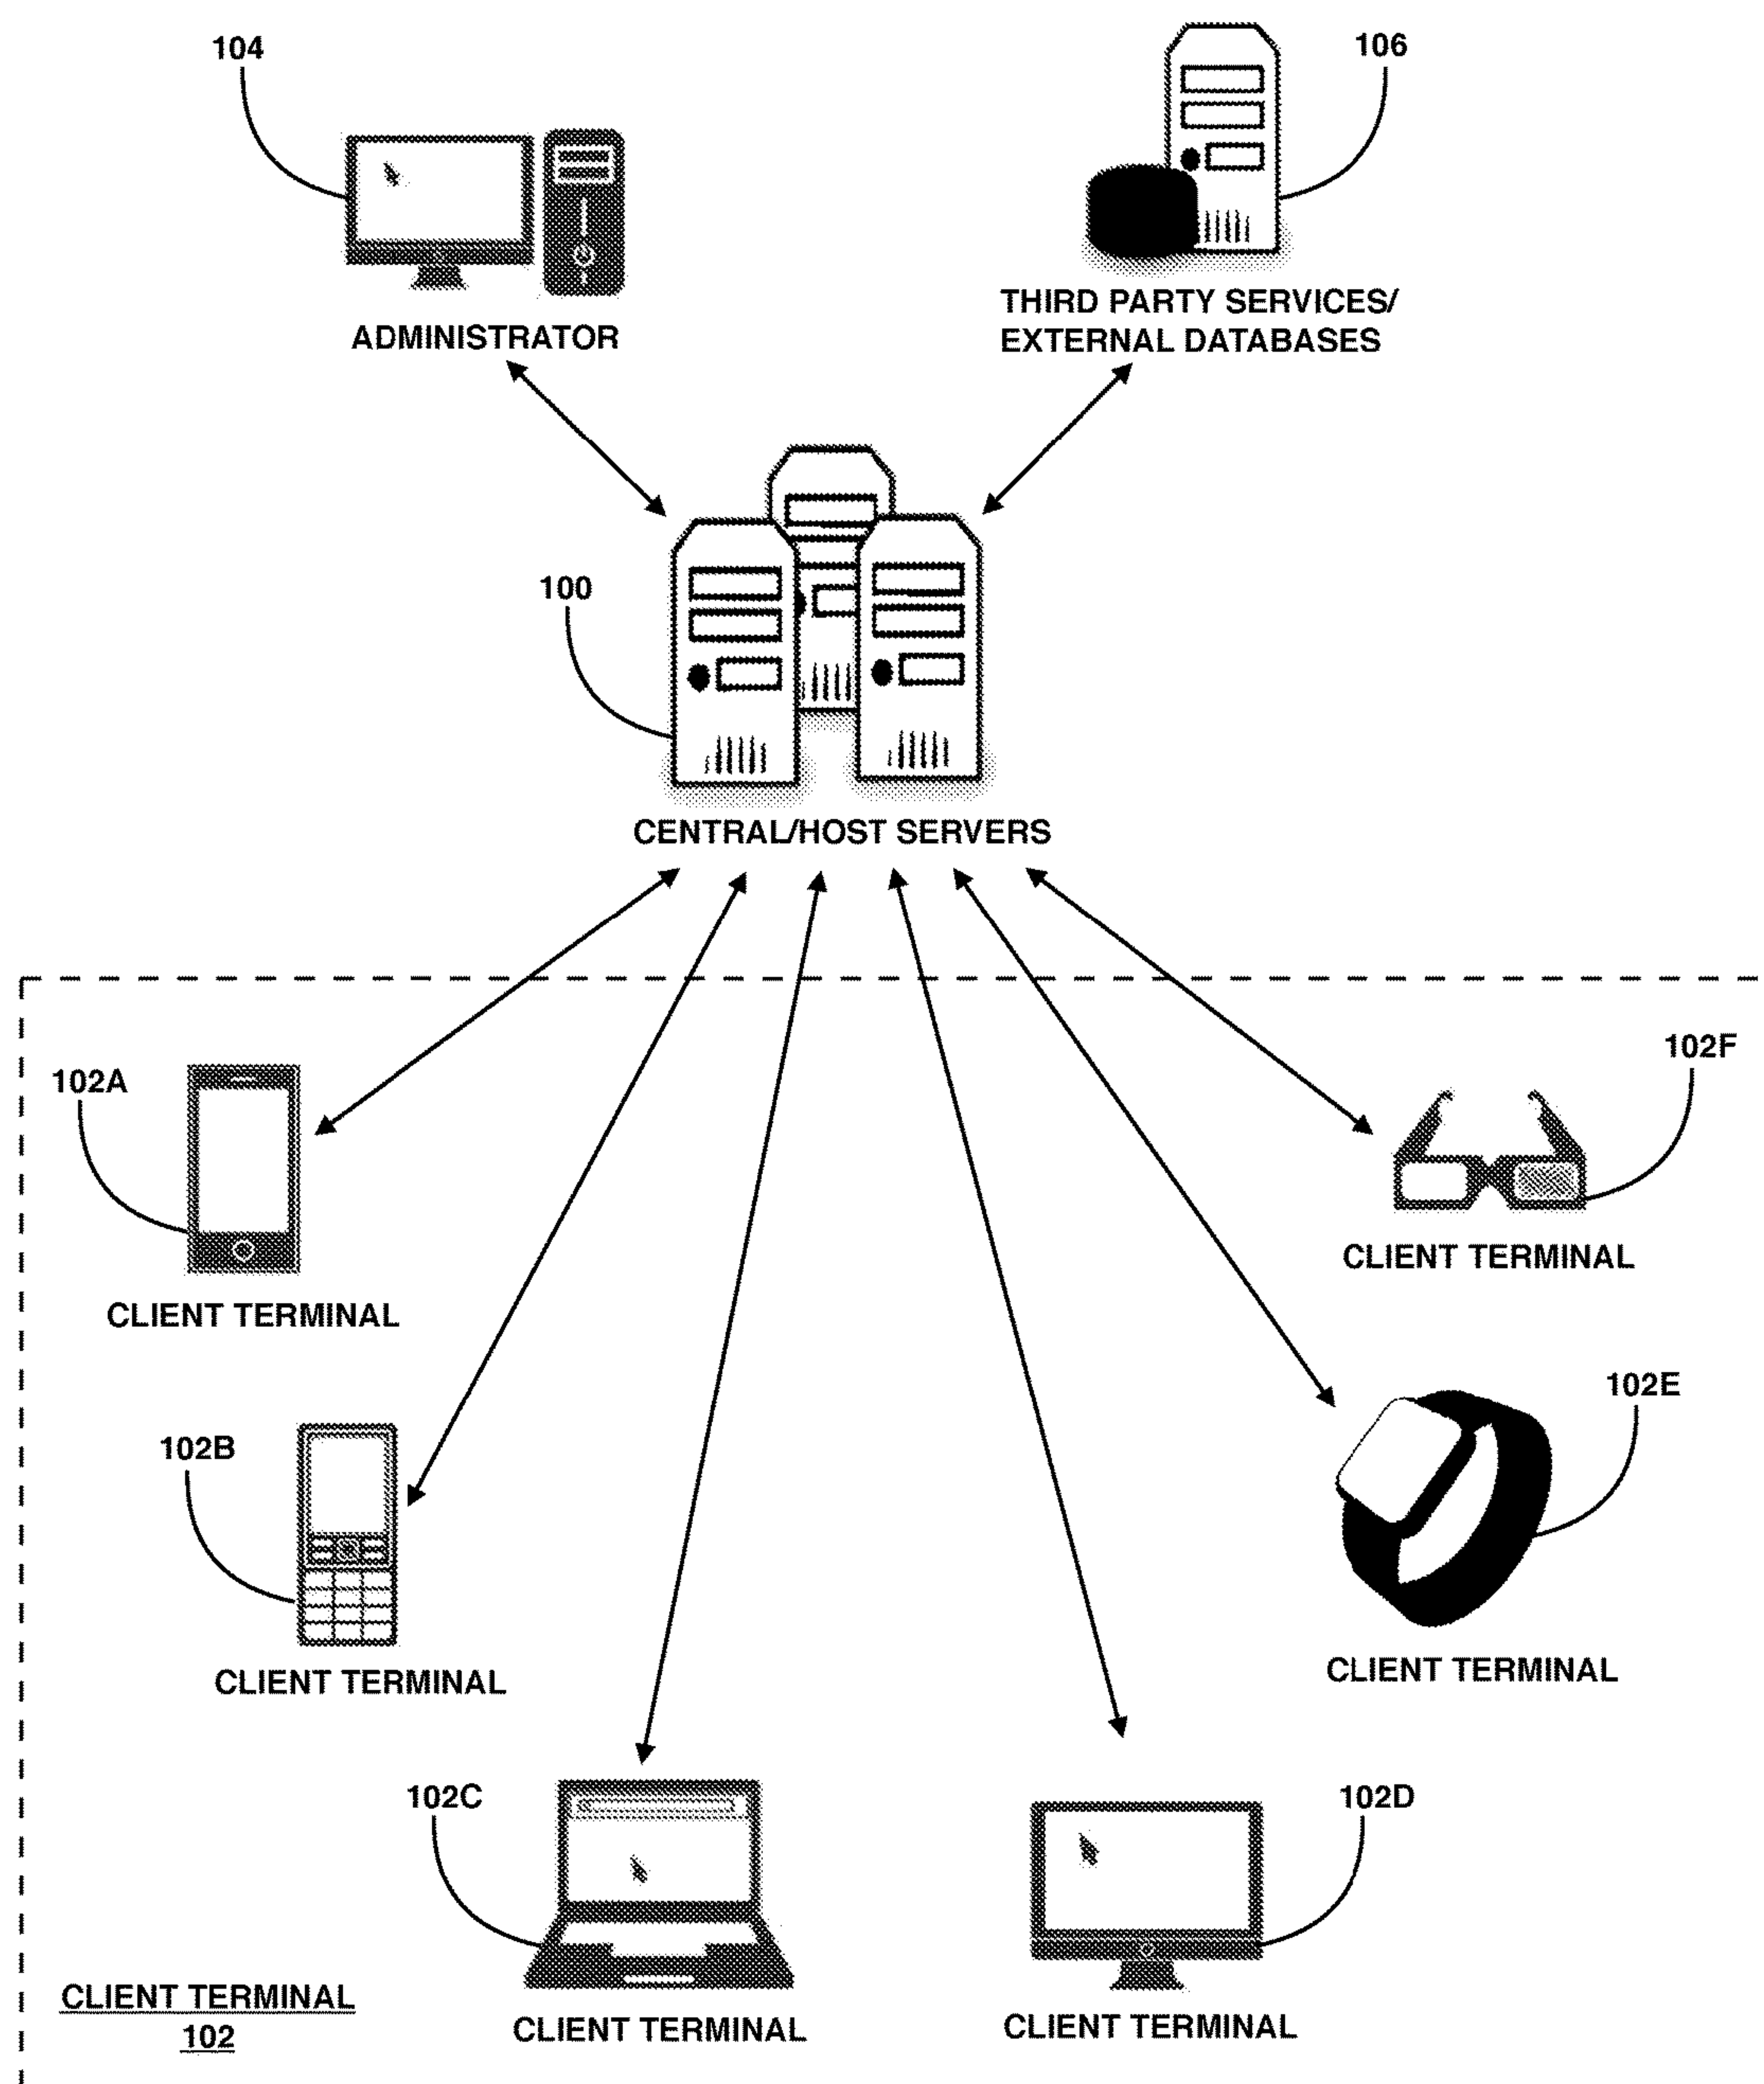 104
106
ADMINISTRATOR
THIRD PARTY SERVICES/
EXTERNAL DATABASES
100
CENTRAL/HOST SERVERS
102A
102F
CLIENT TERMINAL
CLIENT TERMINAL
102B
102E
CLIENT TERMINAL
CLIENT TERMINAL
102C
102D
CLIENT TERMINAL
102
CLIENT TERMINAL
CLIENT TERMINAL